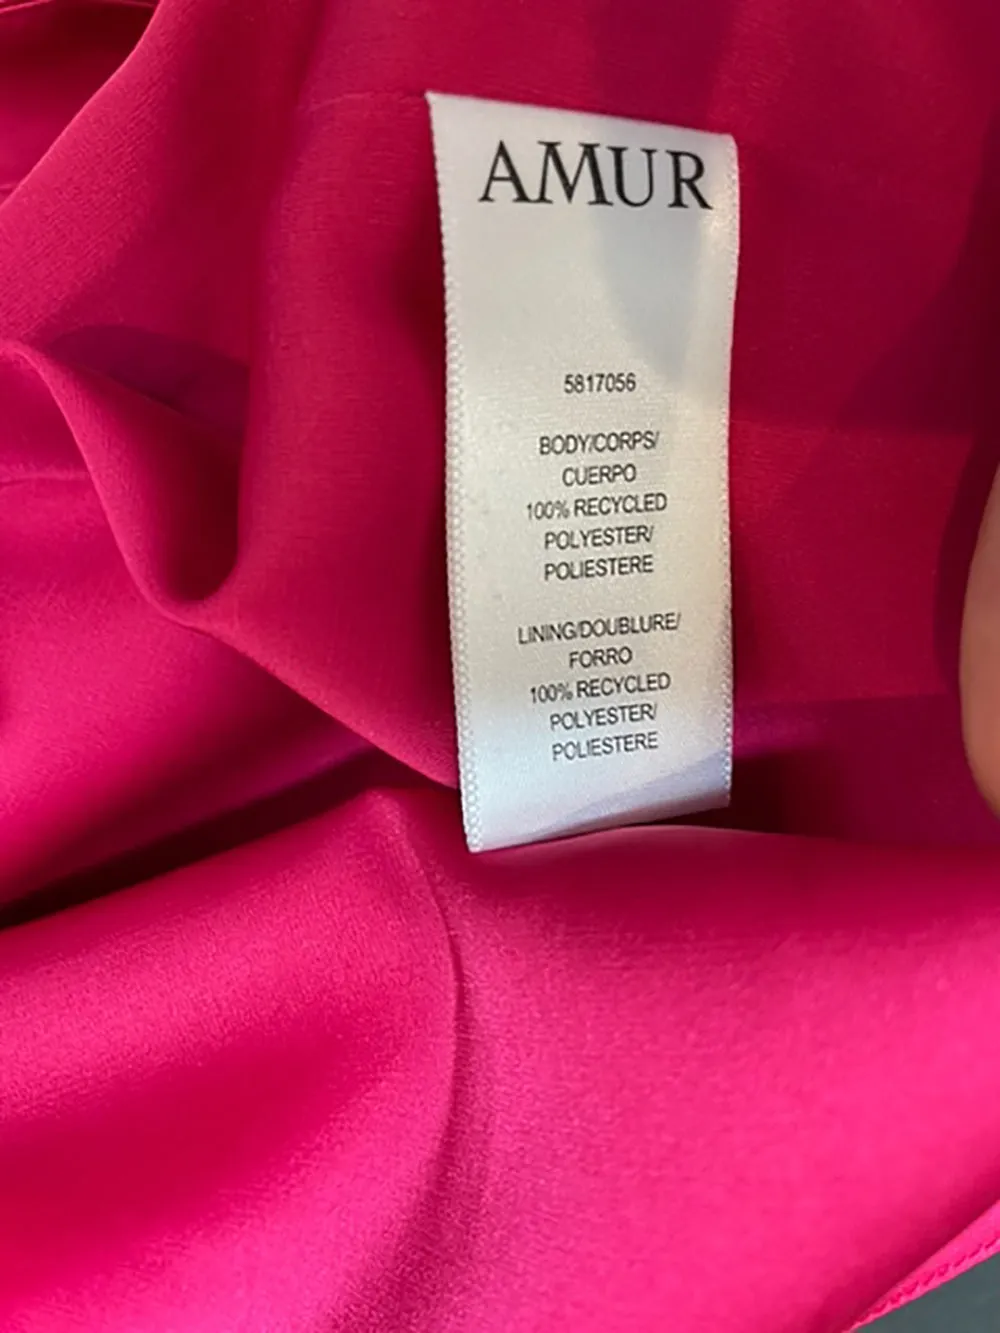 AMUR
5817056
BODY/CORPS/
CUERPO
100% RECYCLED
POLYESTER/
POLIESTERE
LINING/DOUBLURE/
FORRO
100% RECYCLED
POLYESTER/
POLIESTERE